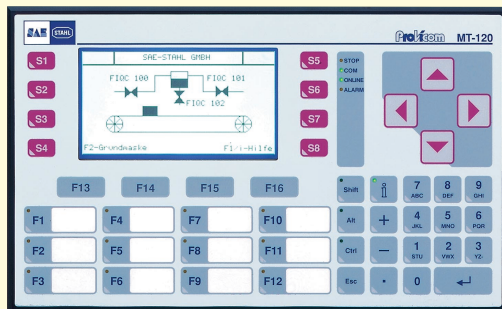 SAE STAHL
ProVicom MT-120
S1
S2
S3
S4
SAE-STAHL GMBH
FIOC 100
FIOC 101
FIOC 102
F2-Grundmaske
F1/i-Hilfe
S5
S6
S7
S8
STOP
COM
ONLINE
ALARM
F13 F14 F15 F16
F1 F4 F7 F10
F2 F5 F8 F11
F3 F6 F9 F12
Shift i 7 ABC 8 DEF 9 GHI
Alt + 4 JKL 5 MNO 6 PQR
Ctrl - 1 STU 2 VWX 3 YZ-
Esc . 0